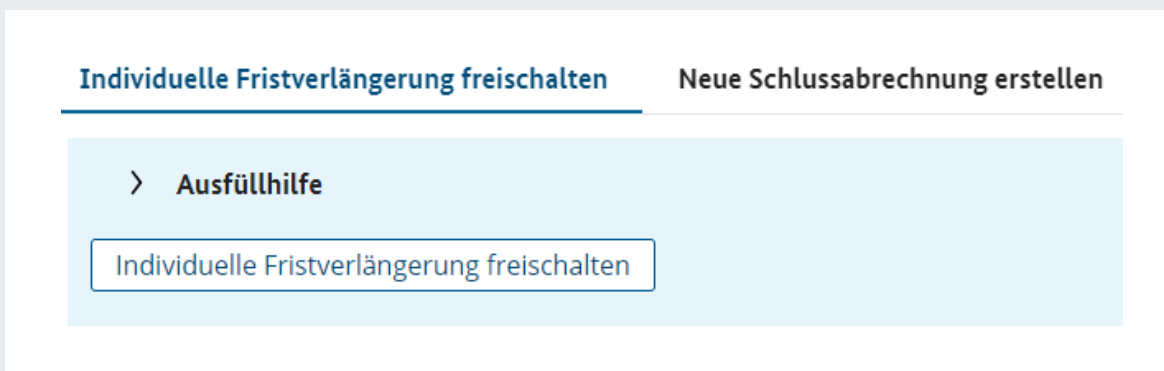 Individuelle Fristverlängerung freischalten Neue Schlussabrechnung erstellen
Ausfüllhilfe
Individuelle Fristverlängerung freischalten